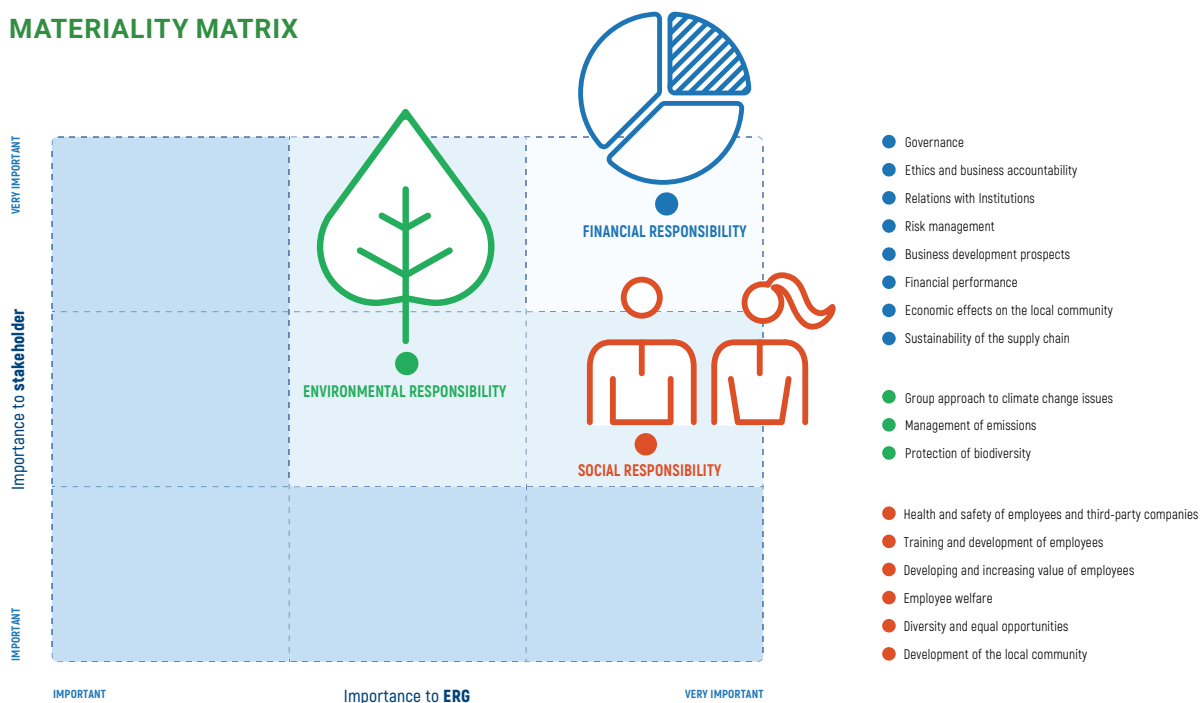 MATERIALITY MATRIX
VERY IMPORTANT
Importance to stakeholder
IMPORTANT
FINANCIAL RESPONSIBILITY
ENVIRONMENTAL RESPONSIBILITY
SOCIAL RESPONSIBILITY
IMPORTANT
Importance to ERG
VERY IMPORTANT
Governance
Ethics and business accountability
Relations with Institutions
Risk management
Business development prospects
Financial performance
Economic effects on the local community
Sustainability of the supply chain
Group approach to climate change issues
Management of emissions
Protection of biodiversity
Health and safety of employees and third-party companies
Training and development of employees
Developing and increasing value of employees
Employee welfare
Diversity and equal opportunities
Development of the local community